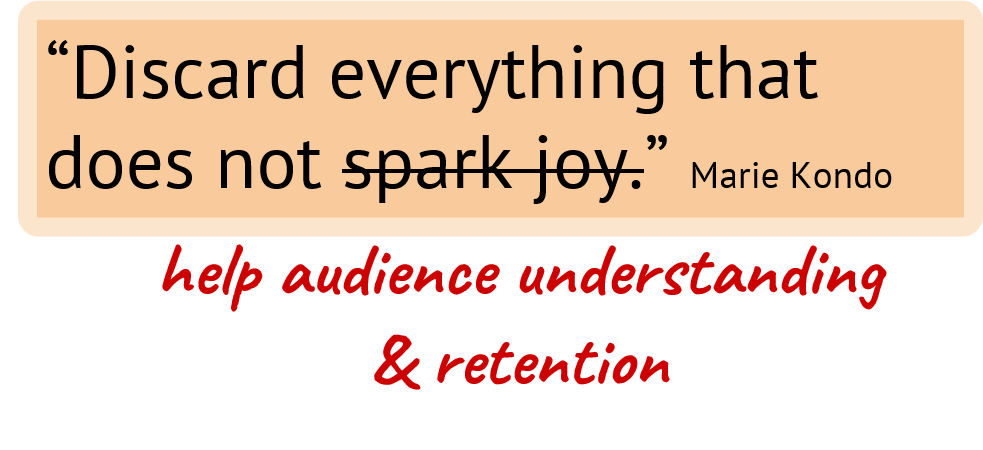 “Discard everything that
does not spark joy.” Marie Kondo
help audience understanding
& retention